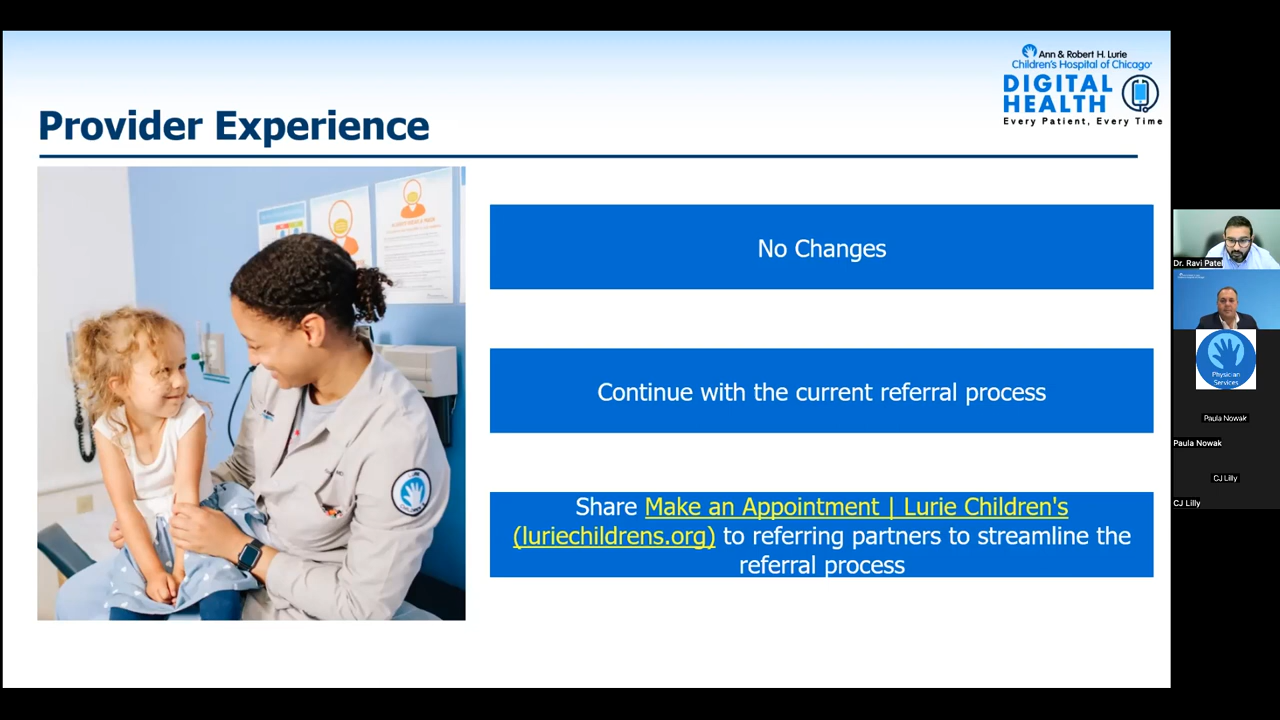 Ann & Robert H. Lurie
Children's Hospital of Chicago
DIGITAL
HEALTH
Every Patient, Every Time
Provider Experience
No Changes
Continue with the current referral process
Share Make an Appointment | Lurie Children's
(luriechildrens.org) to referring partners to streamline the
referral process
Dr. Ravi Patel
Physician
Services
Paula Nowak
Paula Nowak
CJ Lilly
CJ Lilly